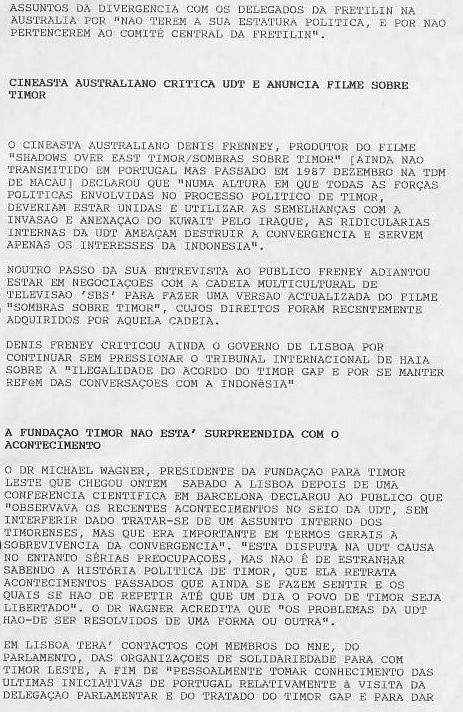 ASSUNTOS DA DIVERGENCIA COM OS DELEGADOS DA FRETILIN NA
AUSTRALIA POR "NAO TEREM A SUA ESTATURA POLITICA, E POR NAO
PERTENCEREM AO COMITÉ CENTRAL DA FRETILIN".
CINEASTA AUSTRALIANO CRITICA UDT E ANUNCIA FILME SOBRE
TIMOR
O CINEASTA AUSTRALIANO DENIS FRENNEY, PRODUTOR DO FILME
"SHADOWS OVER EAST TIMOR/SOMBRAS SOBRE TIMOR" [AINDA NAO
TRANSMITIDO EM PORTUGAL MAS PASSADO EM 1987 DEZEMBRO NA TDM
DE MACAU] DECLAROU QUE "NUMA ALTURA EM QUE TODAS AS FORÇAS
POLITICAS ENVOLVIDAS NO PROCESSO POLITICO DE TIMOR,
DEVERIAM ESTAR UNIDAS E UTILIZAR AS SEMELHANÇAS COM A
INVASAO E ANEXAÇAO DO KUWAIT PELO IRAQUE, AS RIDICULARIAS
INTERNAS DA UDT AMEAÇAM DESTRUIR A CONVERGENCIA E SERVEM
APENAS OS INTERESSES DA INDONESIA".
NOUTRO PASSO DA SUA ENTREVISTA AO PUBLICO FRENEY ADIANTOU
ESTAR EM NEGOCIAÇOES COM A CADEIA MULTICULTURAL DE
TELEVISAO 'SBS' PARA FAZER UMA VERSAO ACTUALIZADA DO FILME
"SOMBRAS SOBRE TIMOR", CUJOS DIREITOS FORAM RECENTEMENTE
ADQUIRIDOS POR AQUELA CADEIA.
DENIS FRENEY CRITICOU AINDA O GOVERNO DE LISBOA POR
CONTINUAR SEM PRESSIONAR O TRIBUNAL INTERNACIONAL DE HAIA
SOBRE A "ILEGALIDADE DO ACORDO DO TIMOR GAP E POR SE MANTER
REFéM DAS CONVERSAÇOES COM A INDONéSIA"
A FUNDAÇAO TIMOR NAO ESTA' SURPREENDIDA COM O
ACONTECIMENTO
O DR MICHAEL WAGNER, PRESIDENTE DA FUNDAÇAO PARA TIMOR
LESTE QUE CHEGOU ONTEM  SABADO A LISBOA DEPOIS DE UMA
CONFERENCIA CIENTIFICA EM BARCELONA DECLAROU AO PUBLICO QUE
"OBSERVAVA OS RECENTES ACONTECIMENTOS NO SEIO DA UDT, SEM
INTERFERIR DADO TRATAR-SE DE UM ASSUNTO INTERNO DOS
TIMORENSES, MAS QUE ERA IMPORTANTE EM TERMOS GERAIS A
SOBREVIVENCIA DA CONVERGENCIA". "ESTA DISPUTA NA UDT CAUSA
NO ENTANTO SÉRIAS PREOCUPAÇOES, MAS NAO É DE ESTRANHAR
SABENDO A HISTÓRIA POLITICA DE TIMOR, QUE ELA RETRATA
ACONTECIMENTOS PASSADOS QUE AINDA SE FAZEM SENTIR E OS
QUAIS SE HAO DE REPETIR ATÉ QUE UM DIA O POVO DE TIMOR SEJA
LIBERTADO". O DR WAGNER ACREDITA QUE "OS PROBLEMAS DA UDT
HAO-DE SER RESOLVIDOS DE UMA FORMA OU OUTRA".
EM LISBOA TERA' CONTACTOS COM MEMBROS DO MNE, DO
PARLAMENTO, DAS ORGANIZAÇOES DE SOLIDARIEDADE PARA COM
TIMOR LESTE, A FIM DE "PESSOALMENTE TOMAR CONHECIMENTO DAS
ULTIMAS INICIATIVAS DE PORTUGAL RELATIVAMENTE à VISITA DA
DELEGAÇAO PARLAMENTAR E DO TRATADO DO TIMOR GAP E PARA DAR